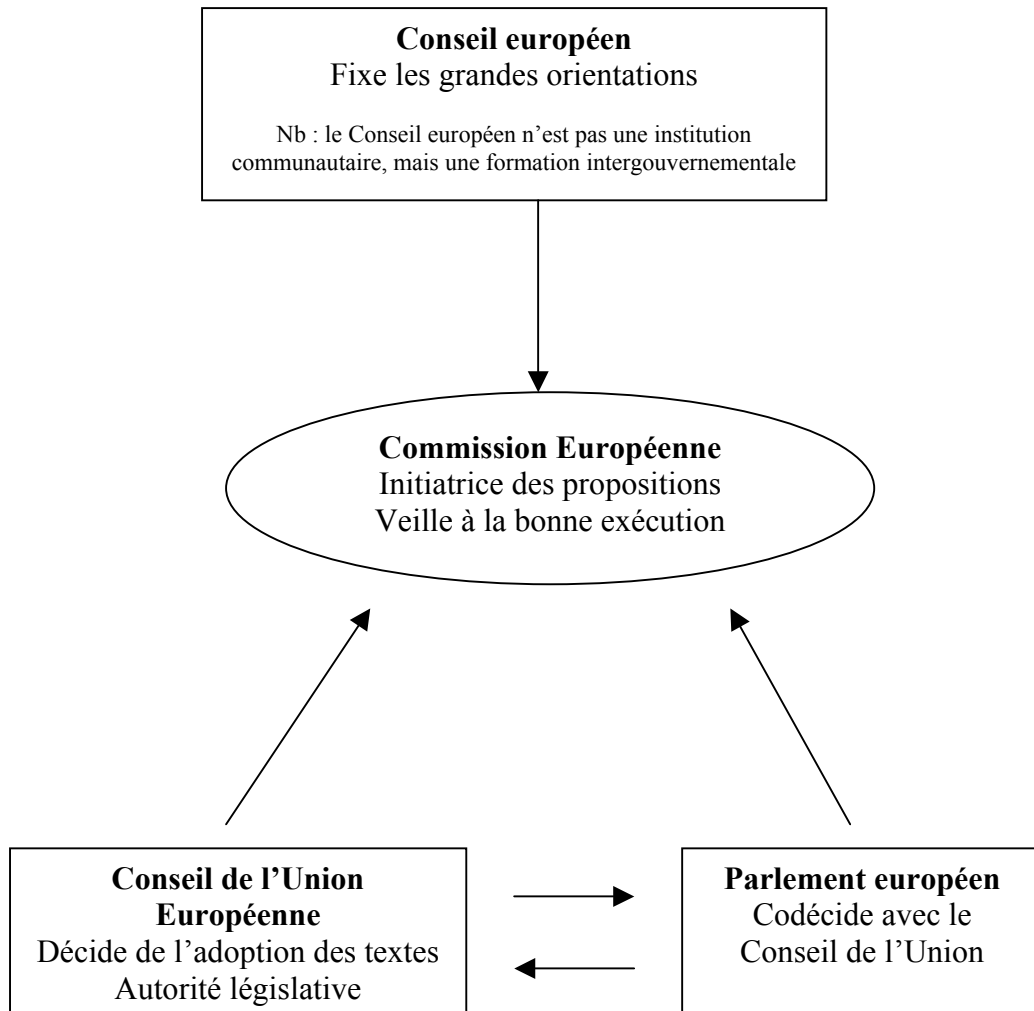 Conseil européen
Fixe les grandes orientations
Nb : le Conseil européen n’est pas une institution
communautaire, mais une formation intergouvernementale
Commission Européenne
Initiatrice des propositions
Veille à la bonne exécution
Conseil de l’Union
Européenne
Décide de l’adoption des textes
Autorité législative
Parlement européen
Codécide avec le
Conseil de l’Union